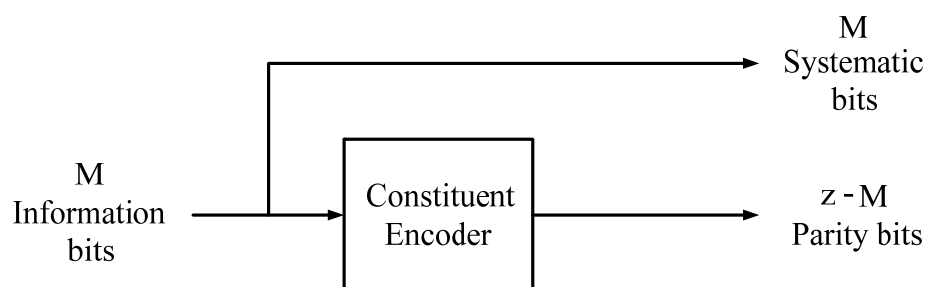 M
Systematic
bits
M
Information
bits
Constituent
Encoder
z - M
Parity bits